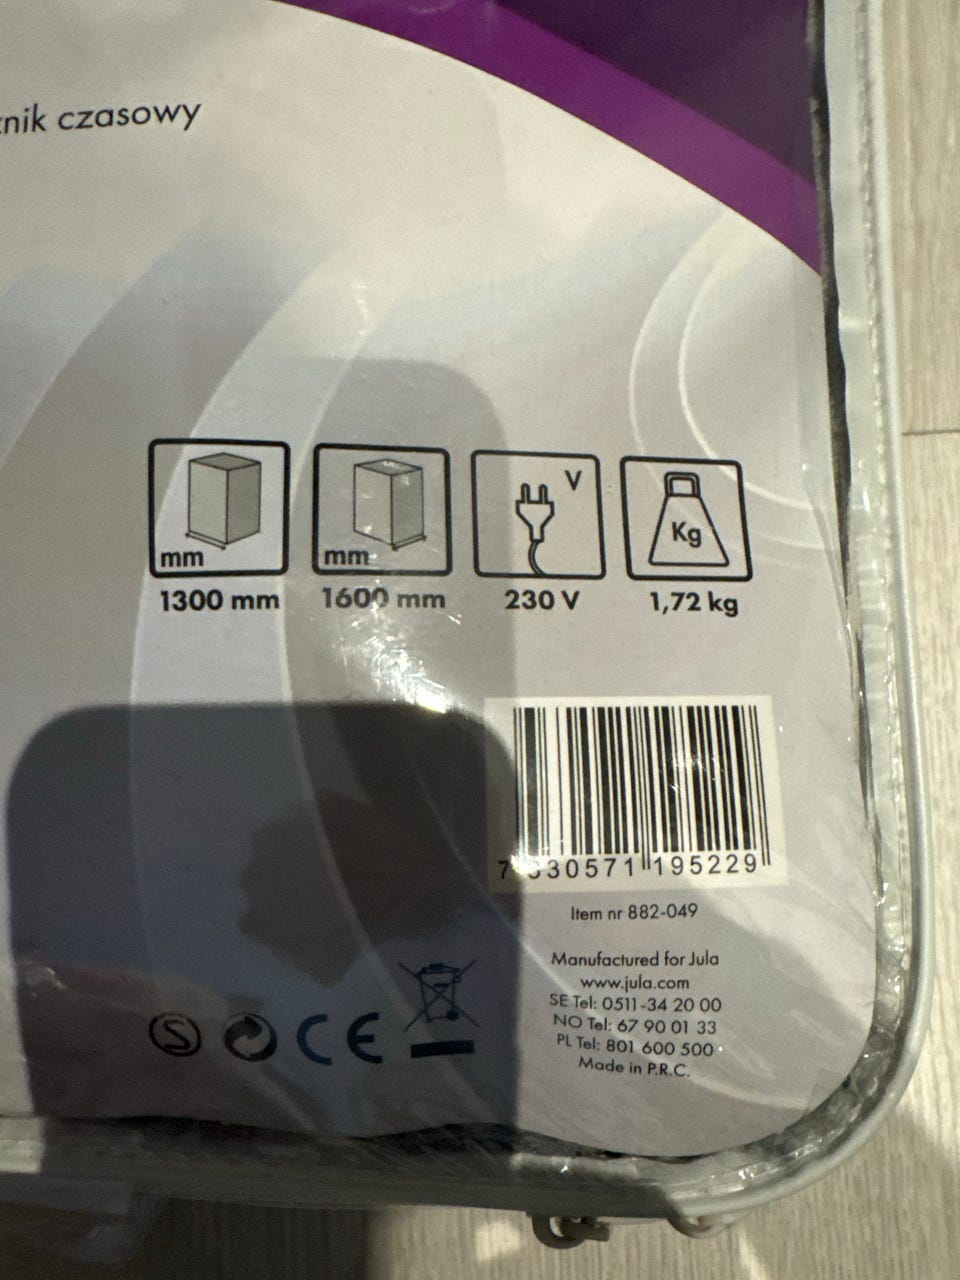 czasowy
mm mm V Kg
1300 mm 1600 mm 230 V 1,72 kg
195229
Item nr 882-049
Manufactured for Jula
www.jula.com
SE Tel: 0511-34 20 00
NO Tel: 67 90 01 33
PL Tel: 801 600 500
S CE
Made in P.R.C.